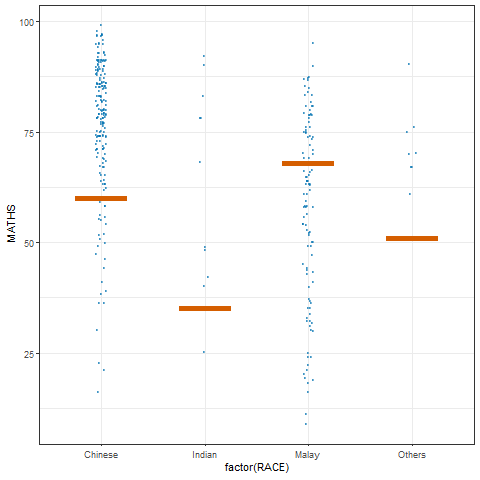 100
75
50
25
MATHS
Chinese
Indian
Malay
Others
factor(RACE)